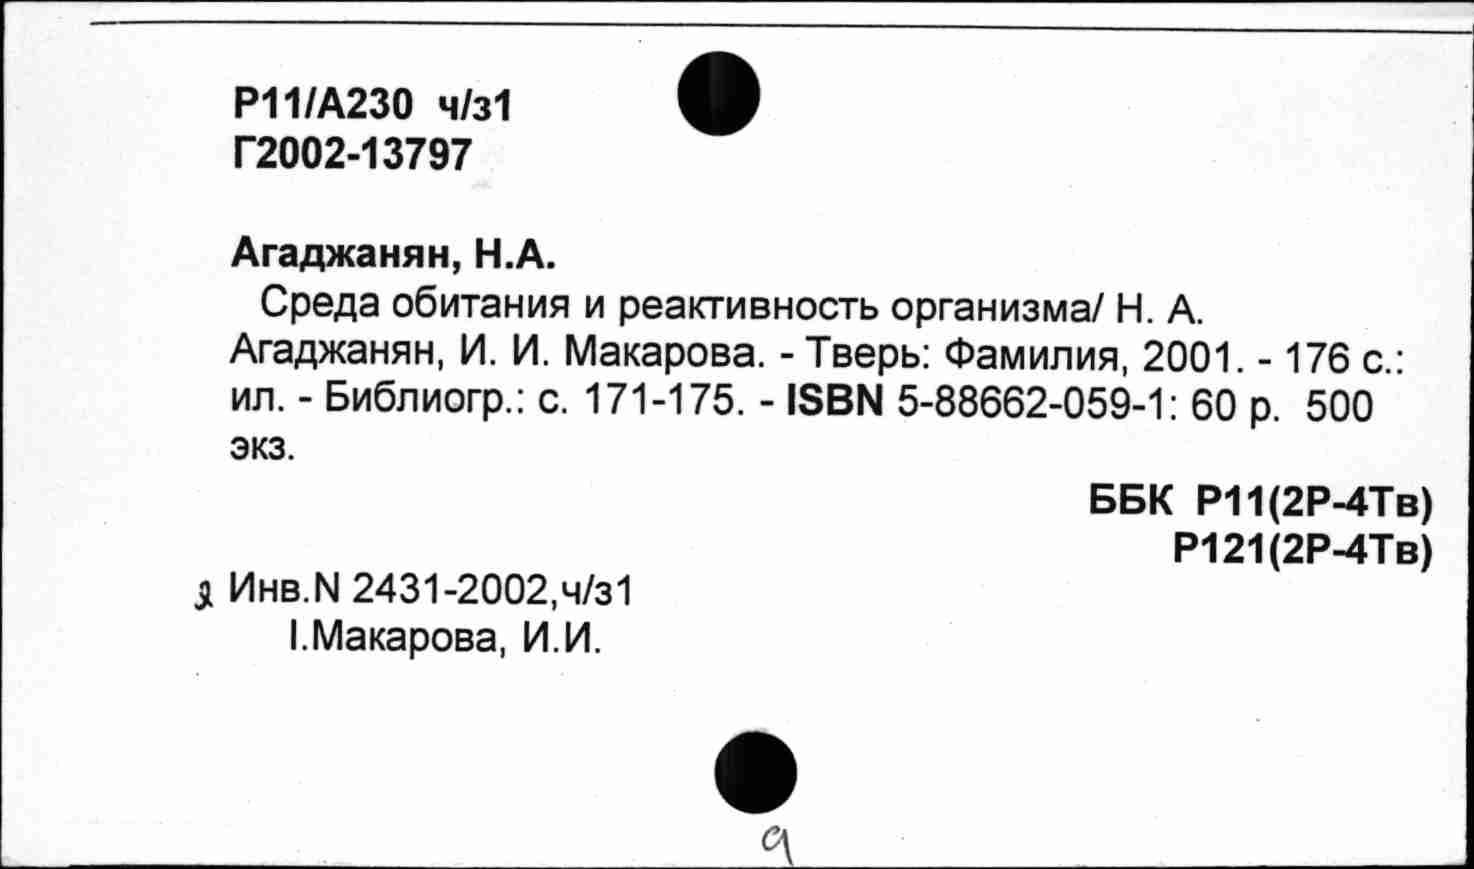 Р11/А230 ч/з1
Г2002-13797
Агаджанян, Н.А.
Среда обитания и реактивность организма/ Н. А.
Агаджанян, И. И. Макарова. - Тверь: Фамилия, 2001. - 176 с.:
ил. - Библиогр.: с. 171-175. - ISBN 5-88662-059-1: 60 р. 500
экз.
ББК Р11(2Р-4Тв)
Р121(2Р-4Тв)
Инв.N 2431-2002,ч/з1
I.Макарова, И.И.